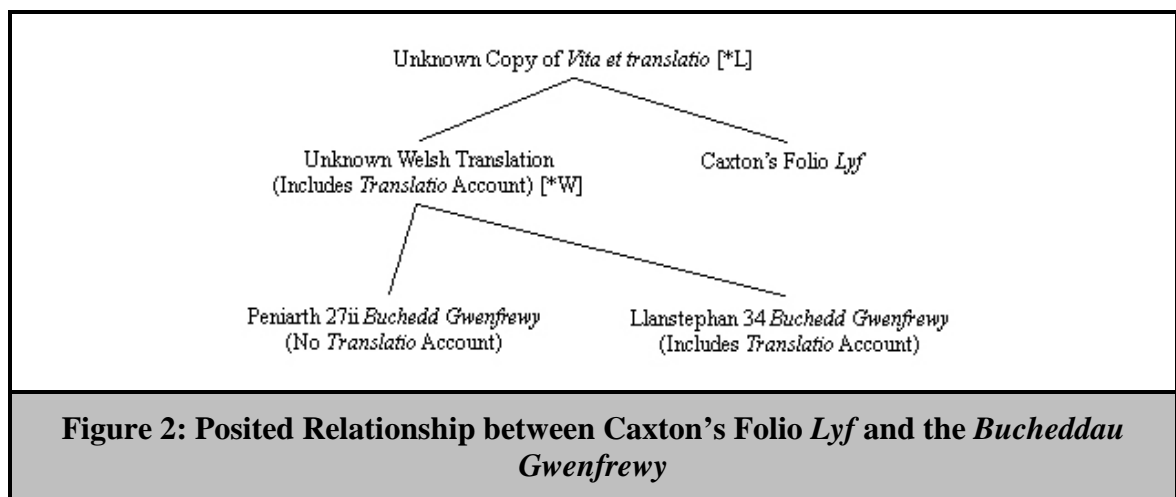 Unknown Copy of Vita et translatio [*L]
Unknown Welsh Translation
(Includes Translatio Account) [*W]
Caxton's Folio Lyf
Peniarth 27ii Buchedd Gwenfrewy
(No Translatio Account)
Llanstephan 34 Buchedd Gwenfrewy
(Includes Translatio Account)
Figure 2: Posited Relationship between Caxton’s Folio Lyf and the Bucheddau
Gwenfrewy